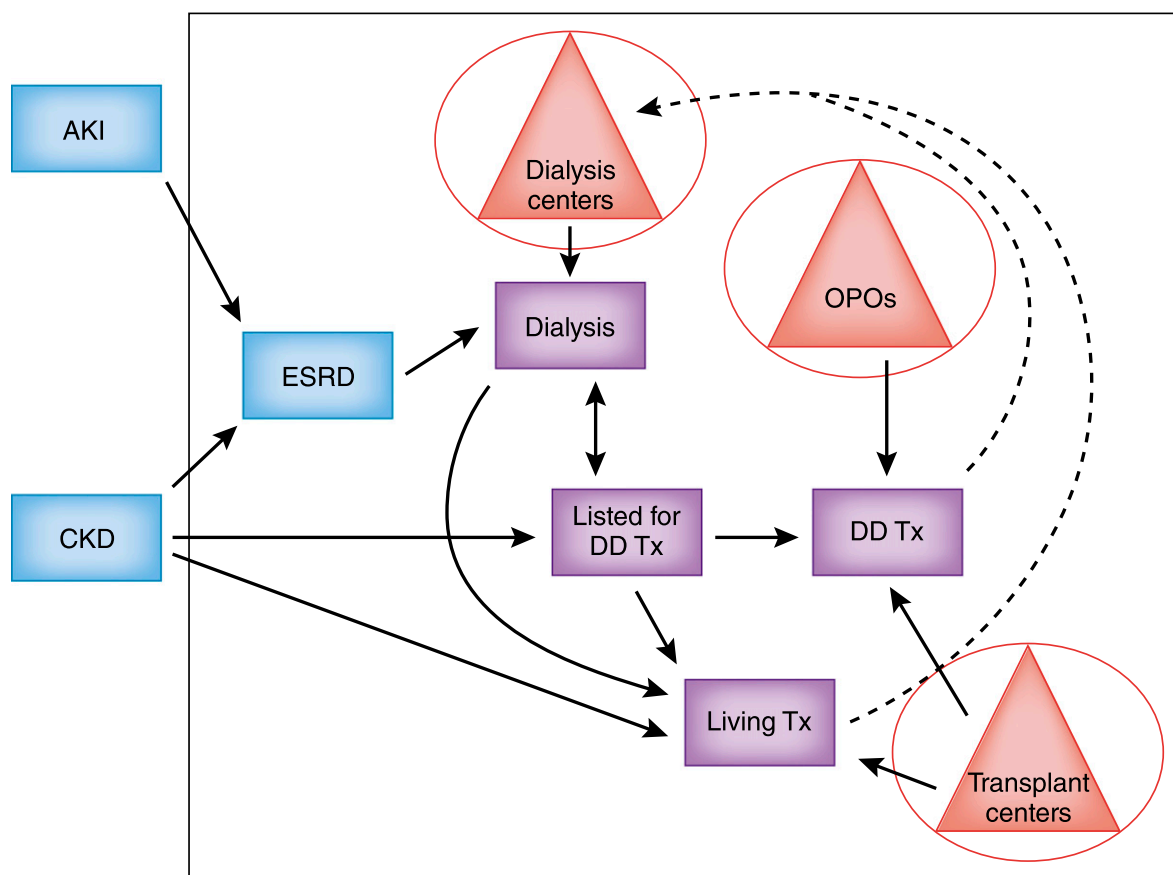 AKI
Dialysis
centers
OPOs
Dialysis
ESRD
Listed for
DD Tx
DD Tx
CKD
Living Tx
Transplant
centers